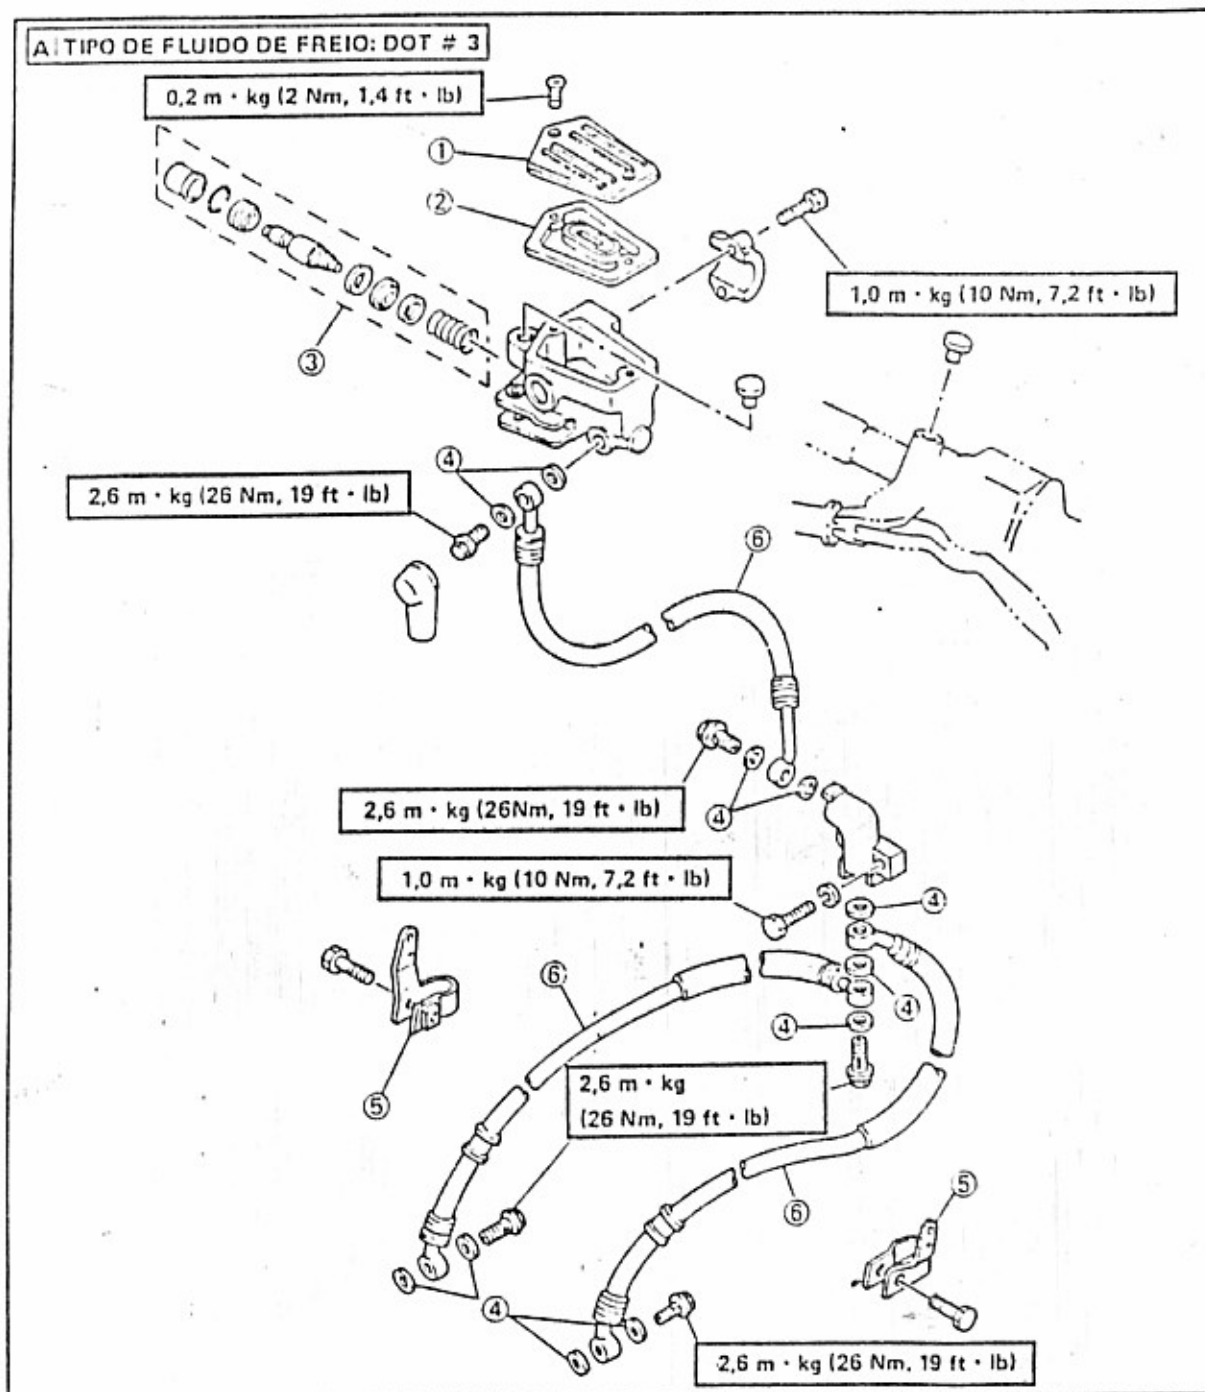 A TIPO DE FLUIDO DE FREIO: DOT # 3
0,2 m · kg (2 Nm, 1,4 ft · lb)
①
②
1,0 m · kg (10 Nm, 7,2 ft · lb)
③
④
2,6 m · kg (26 Nm, 19 ft · lb)
⑥
2,6 m · kg (26Nm, 19 ft · lb)
④
1,0 m · kg (10 Nm, 7,2 ft · lb)
④
⑥
④
④
⑤
2,6 m · kg
(26 Nm, 19 ft · lb)
⑤
⑥
④
2,6 m · kg (26 Nm, 19 ft · lb)